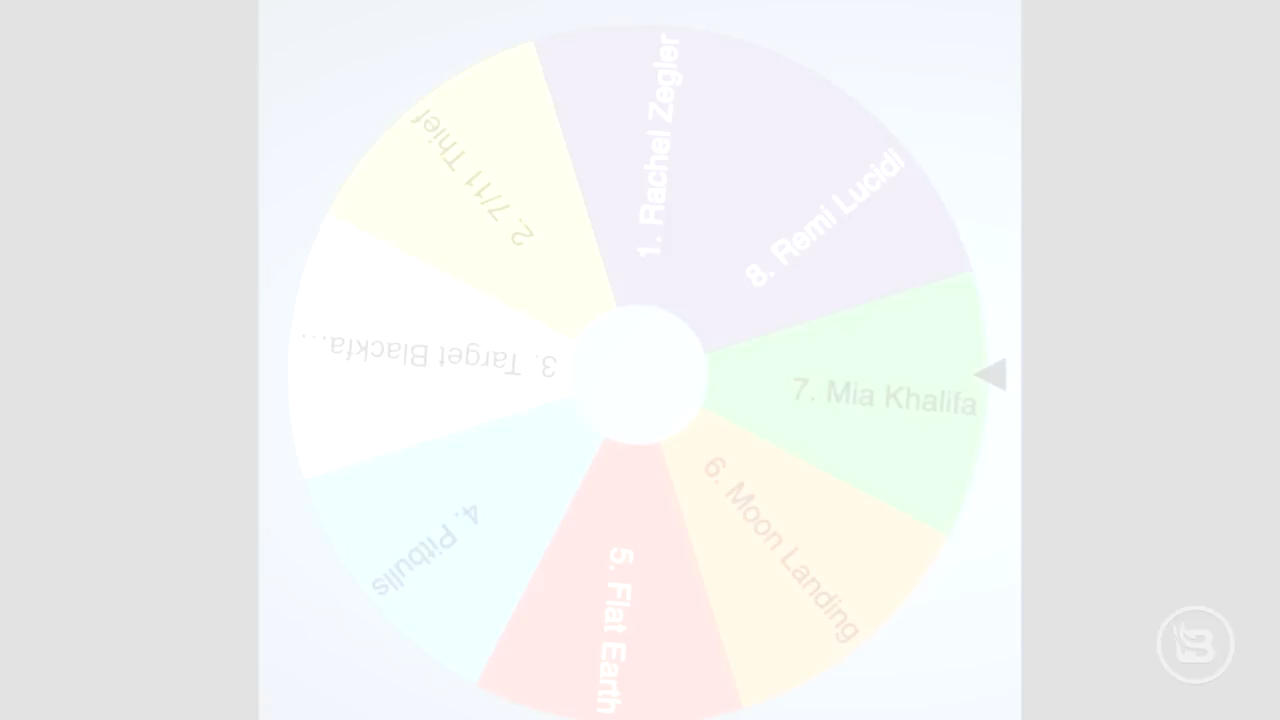 1. Rachel Zegler
2. 7/11 Thief
3. Target Blackfa...
4. Pitbulls
5. Flat Earth
6. Moon Landing
7. Mia Khalifa
8. Remi Lucidi
B